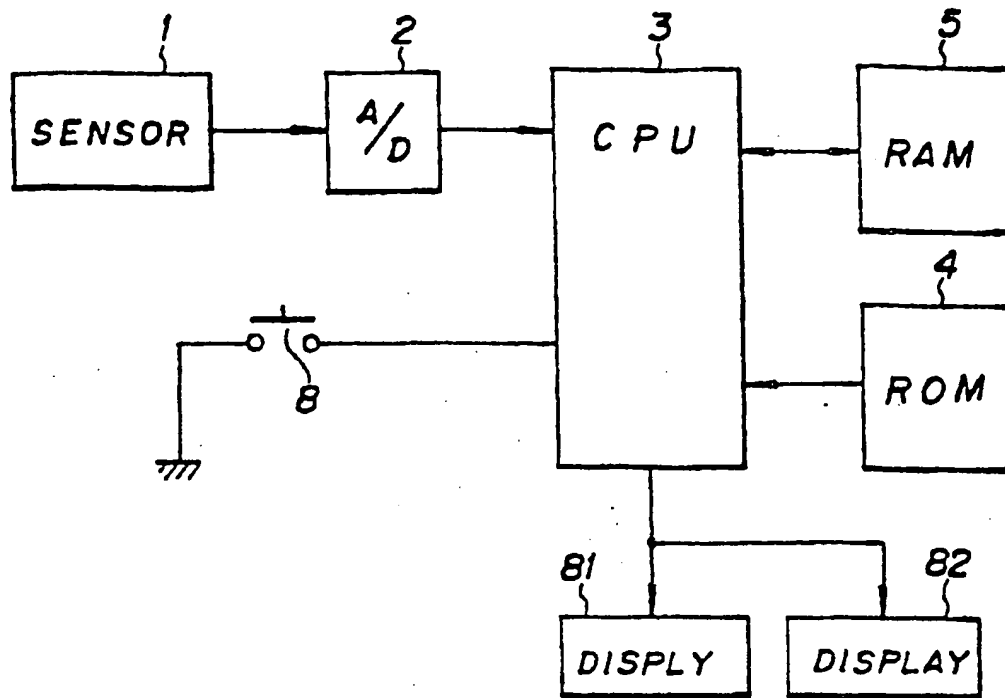 1
2
3
5
SENSOR
A/D
CPU
RAM
4
8
ROM
81
82
DISPLY
DISPLAY